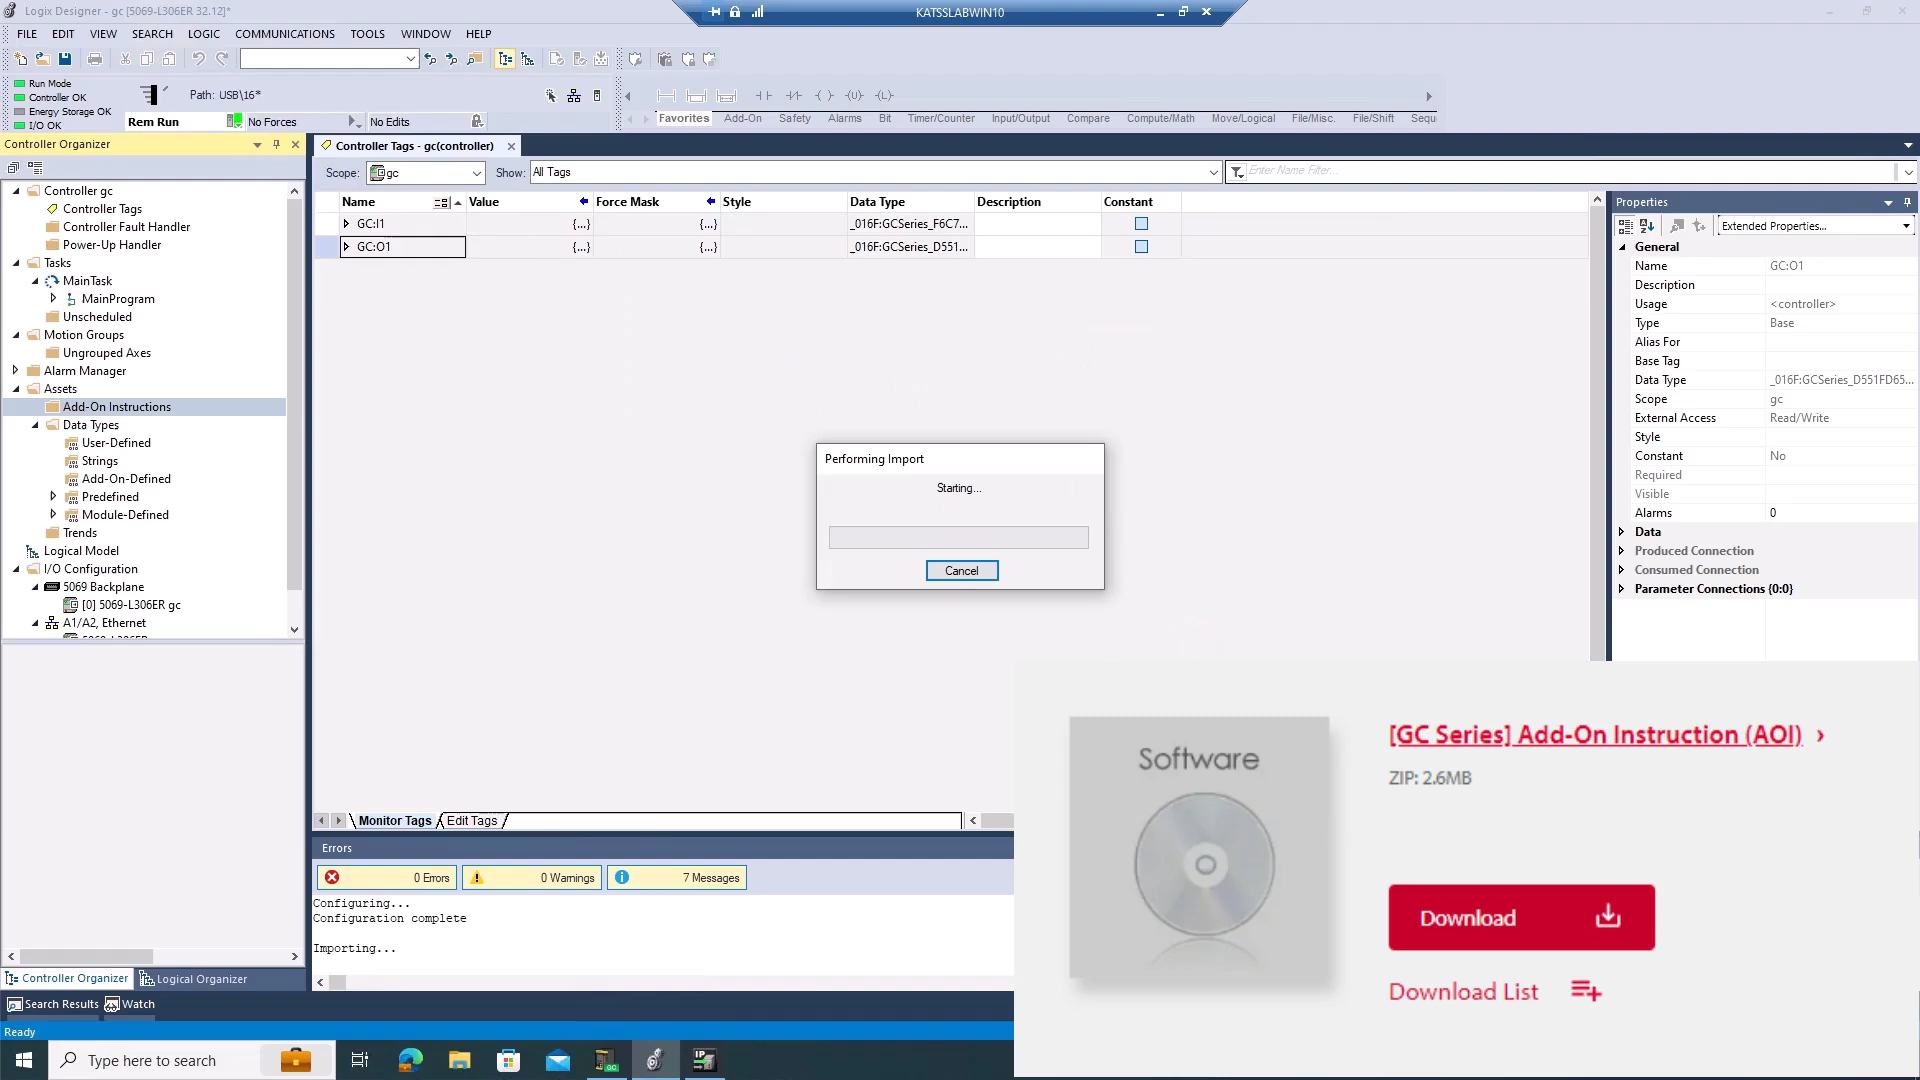 Logix Designer - gc [5069-L306ER 32.12]*
KATSSLABWIN10
FILE EDIT VIEW SEARCH LOGIC COMMUNICATIONS TOOLS WINDOW HELP
Run Mode
Controller OK
Energy Storage OK
I/O OK
Path: USB\16*
Rem Run
No Forces
No Edits
Favorites Add-On Safety Alarms Bit Timer/Counter Input/Output Compare Compute/Math Move/Logical File/Misc. File/Shift Sequ
Controller Organizer
Controller gc
Controller Tags
Controller Fault Handler
Power-Up Handler
Tasks
MainTask
MainProgram
Unscheduled
Motion Groups
Ungrouped Axes
Alarm Manager
Assets
Add-On Instructions
Data Types
User-Defined
Strings
Add-On-Defined
Predefined
Module-Defined
Trends
Logical Model
I/O Configuration
5069 Backplane
[0] 5069-L306ER gc
A1/A2, Ethernet
Controller Organizer
Logical Organizer
Search Results
Watch
Ready
Controller Tags - gc(controller)
Scope: gc Show: All Tags
Enter Name Filter...
Name Value Force Mask Style Data Type Description Constant
GC:I1 {...} {...} _016F:GCSeries_F6C7...
GC:O1 {...} {...} _016F:GCSeries_D551...
Performing Import
Starting...
Cancel
Monitor Tags
Edit Tags
Errors
0 Errors
0 Warnings
7 Messages
Configuring...
Configuration complete
Importing...
Properties
Extended Properties...
General
Name GC:O1
Description
Usage <controller>
Type Base
Alias For
Base Tag
Data Type _016F:GCSeries_D551FD65...
Scope gc
External Access Read/Write
Style
Constant No
Required
Visible
Alarms 0
Data
Produced Connection
Consumed Connection
Parameter Connections {0:0}
Software
[GC Series] Add-On Instruction (AOI)
ZIP: 2.6MB
Download
Download List
Type here to search
GC
IP